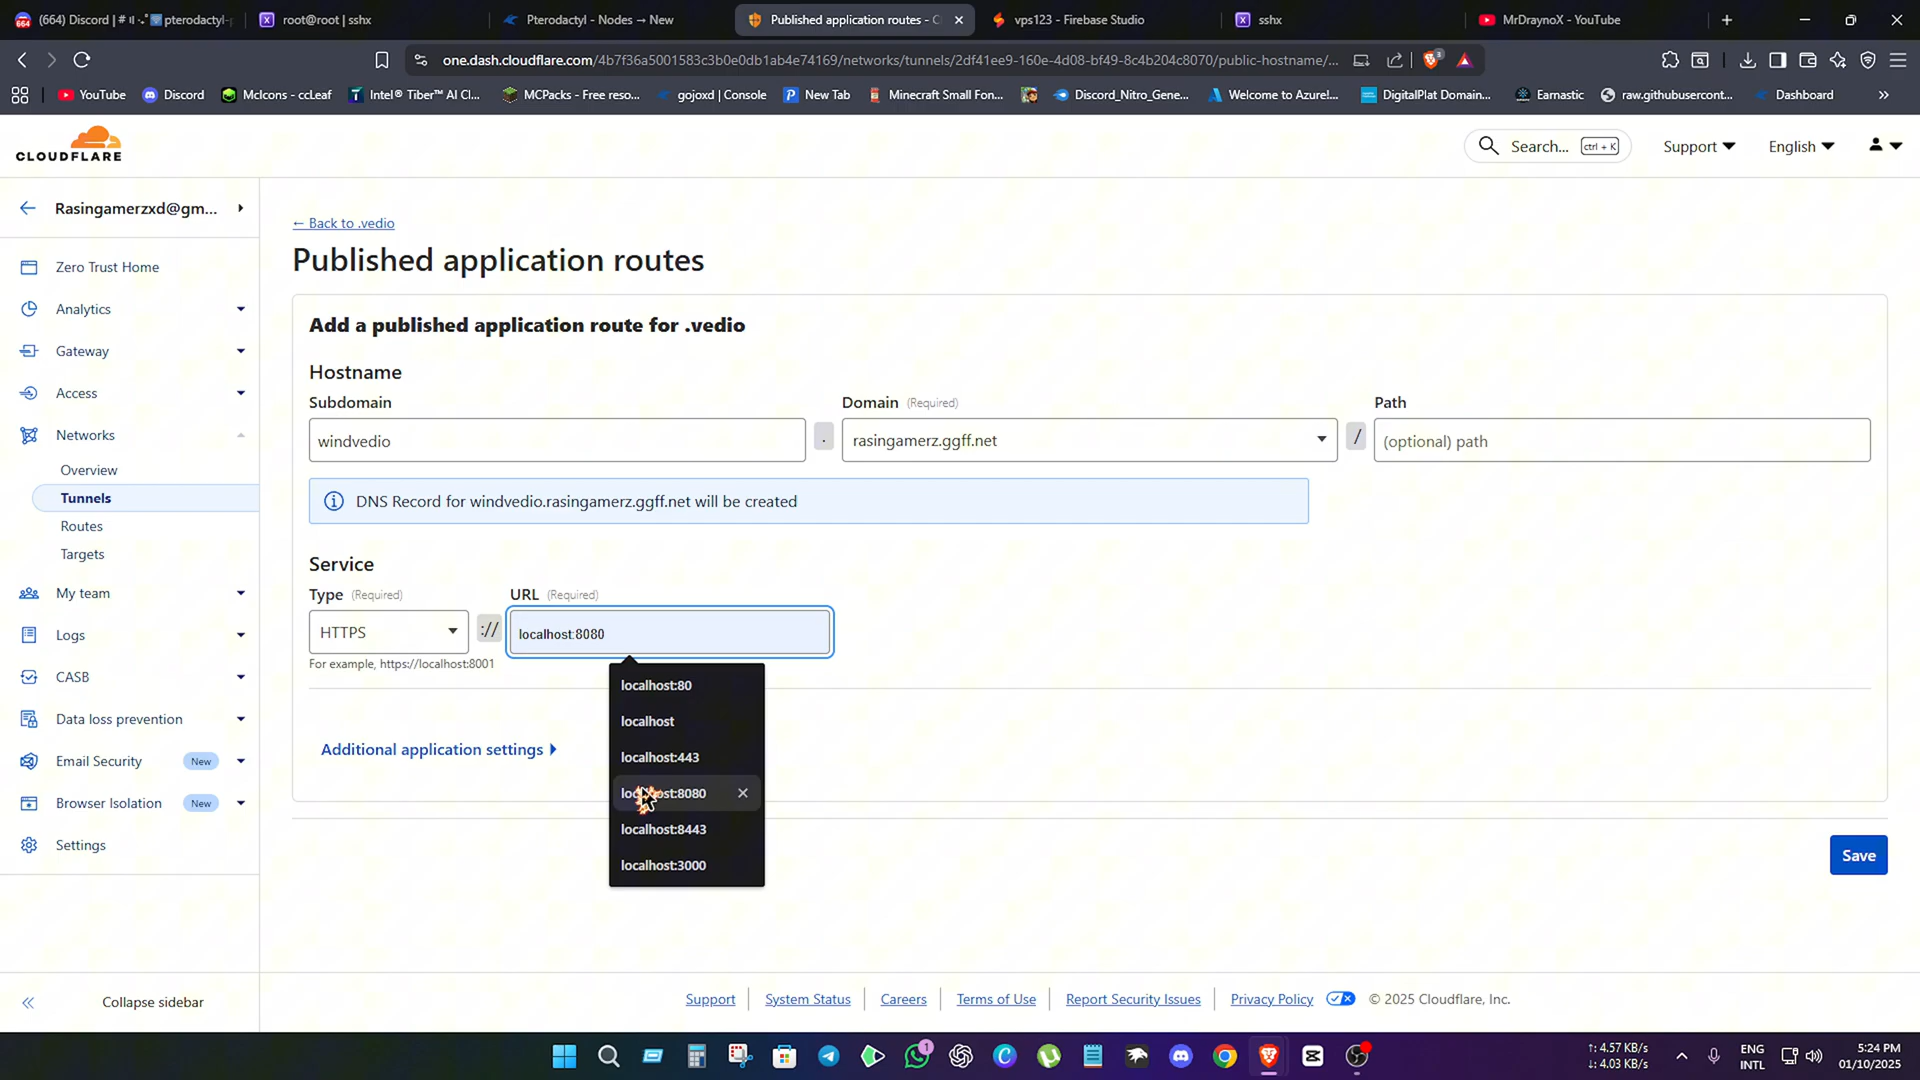 (664) Discord | #
pterodactyl-
root@root | sshx
Pterodactyl - Nodes → New
Published application routes - C
vps123 - Firebase Studio
sshx
MrDraynoX - YouTube
one.dash.cloudflare.com/4b7f36a5001583c3b0e0db1ab4e74169/networks/tunnels/2df41ee9-160e-4d08-bf49-8c4b204c8070/public-hostname/...
3
YouTube
Discord
McIcons - ccLeaf
Intel® Tiber™ AI Cl...
MCPacks - Free reso...
gojoxd | Console
New Tab
Minecraft Small Fon...
Discord_Nitro_Gene...
Welcome to Azure!...
DigitalPlat Domain...
Earnastic
raw.githubusercont...
Dashboard
CLOUDFLARE
Search... ctrl + K
Support
English
Rasingamerzxd@gm...
Zero Trust Home
Analytics
Gateway
Access
Networks
Overview
Tunnels
Routes
Targets
My team
Logs
CASB
Data loss prevention
Email Security New
Browser Isolation New
Settings
Collapse sidebar
← Back to .vedio
Published application routes
Add a published application route for .vedio
Hostname
Subdomain
Domain (Required)
Path
windvedio
.
rasingamerz.ggff.net
/
(optional) path
DNS Record for windvedio.rasingamerz.ggff.net will be created
Service
Type (Required)
URL (Required)
HTTPS
://
localhost:8080
For example, https://localhost:8001
localhost:80
localhost
localhost:443
localhost:8080
localhost:8443
localhost:3000
Additional application settings
Save
Support
System Status
Careers
Terms of Use
Report Security Issues
Privacy Policy
© 2025 Cloudflare, Inc.
1
↑: 4.57 KB/s
↓: 4.03 KB/s
ENG
INTL
5:24 PM
01/10/2025